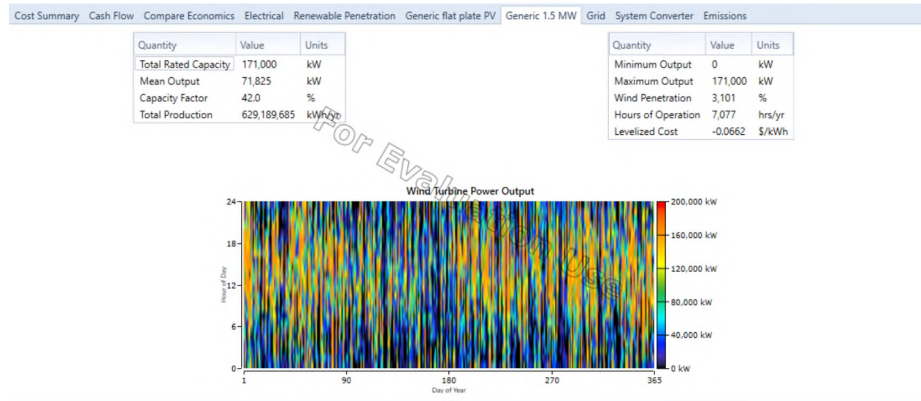 Cost Summary Cash Flow Compare Economics Electrical Renewable Penetration Generic flat plate PV Generic 1.5 MW Grid System Converter Emissions
Quantity Value Units
Total Rated Capacity 171,000 kW
Mean Output 71,825 kW
Capacity Factor 42.0 %
Total Production 629,189,685 kWh/yr
Quantity Value Units
Minimum Output 0 kW
Maximum Output 171,000 kW
Wind Penetration 3,101 %
Hours of Operation 7,077 hrs/yr
Levelized Cost -0.0662 $/kWh
For Evaluation Use
Wind Turbine Power Output
24
18
12
6
0
Hour of Day
1 90 180 270 365
Day of Year
200,000 kW
160,000 kW
120,000 kW
80,000 kW
40,000 kW
0 kW